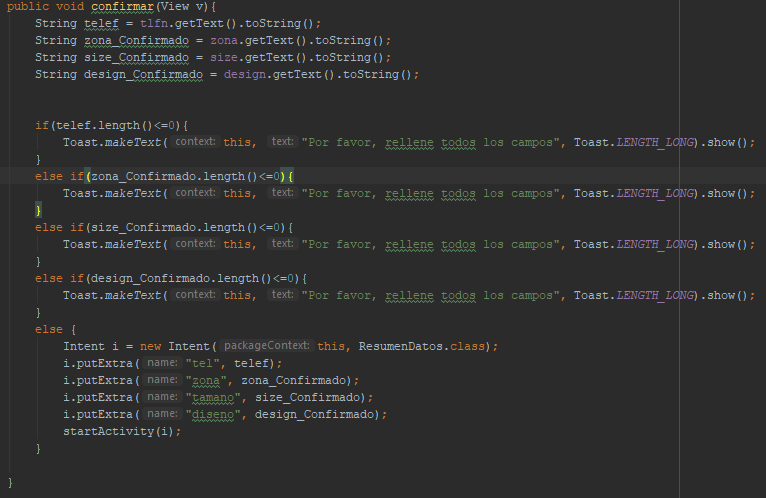 public void confirmar(View v){
String telef = tlfn.getText().toString();
String zona_Confirmado = zona.getText().toString();
String size_Confirmado = size.getText().toString();
String design_Confirmado = design.getText().toString();
if(telef.length()<=0){
Toast.makeText( context: this, text: "Por favor, rellene todos los campos", Toast.LENGTH_LONG).show();
}
else if(zona_Confirmado.length()<=0){
Toast.makeText( context: this, text: "Por favor, rellene todos los campos", Toast.LENGTH_LONG).show();
}
else if(size_Confirmado.length()<=0){
Toast.makeText( context: this, text: "Por favor, rellene todos los campos", Toast.LENGTH_LONG).show();
}
else if(design_Confirmado.length()<=0){
Toast.makeText( context: this, text: "Por favor, rellene todos los campos", Toast.LENGTH_LONG).show();
}
else {
Intent i = new Intent( packageContext: this, ResumenDatos.class);
i.putExtra( name: "tel", telef);
i.putExtra( name: "zona", zona_Confirmado);
i.putExtra( name: "tamano", size_Confirmado);
i.putExtra( name: "diseno", design_Confirmado);
startActivity(i);
}
}